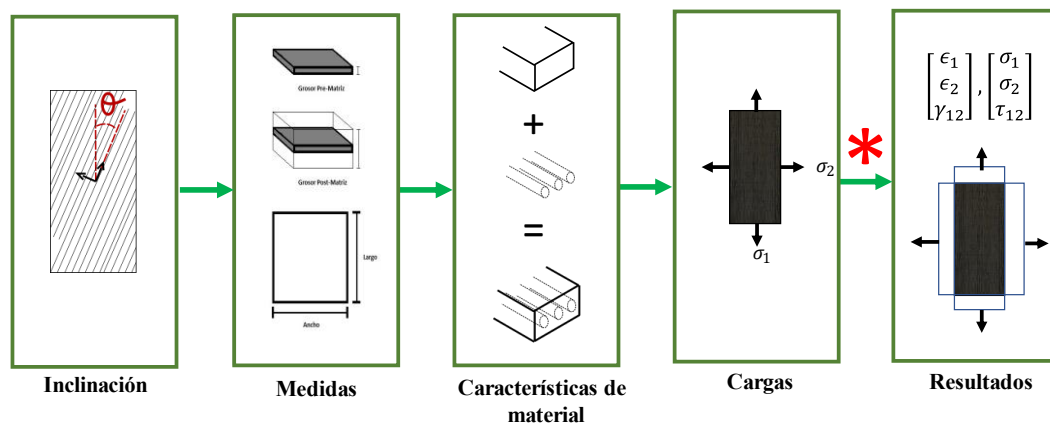 θ
Inclinación
Grosor Pre-Matriz
Grosor Post-Matriz
Largo
Ancho
Medidas
+
=
Características de
material
σ₂
σ₁
Cargas
*
[ϵ₁ ϵ₂ γ₁₂], [σ₁ σ₂ τ₁₂]
Resultados